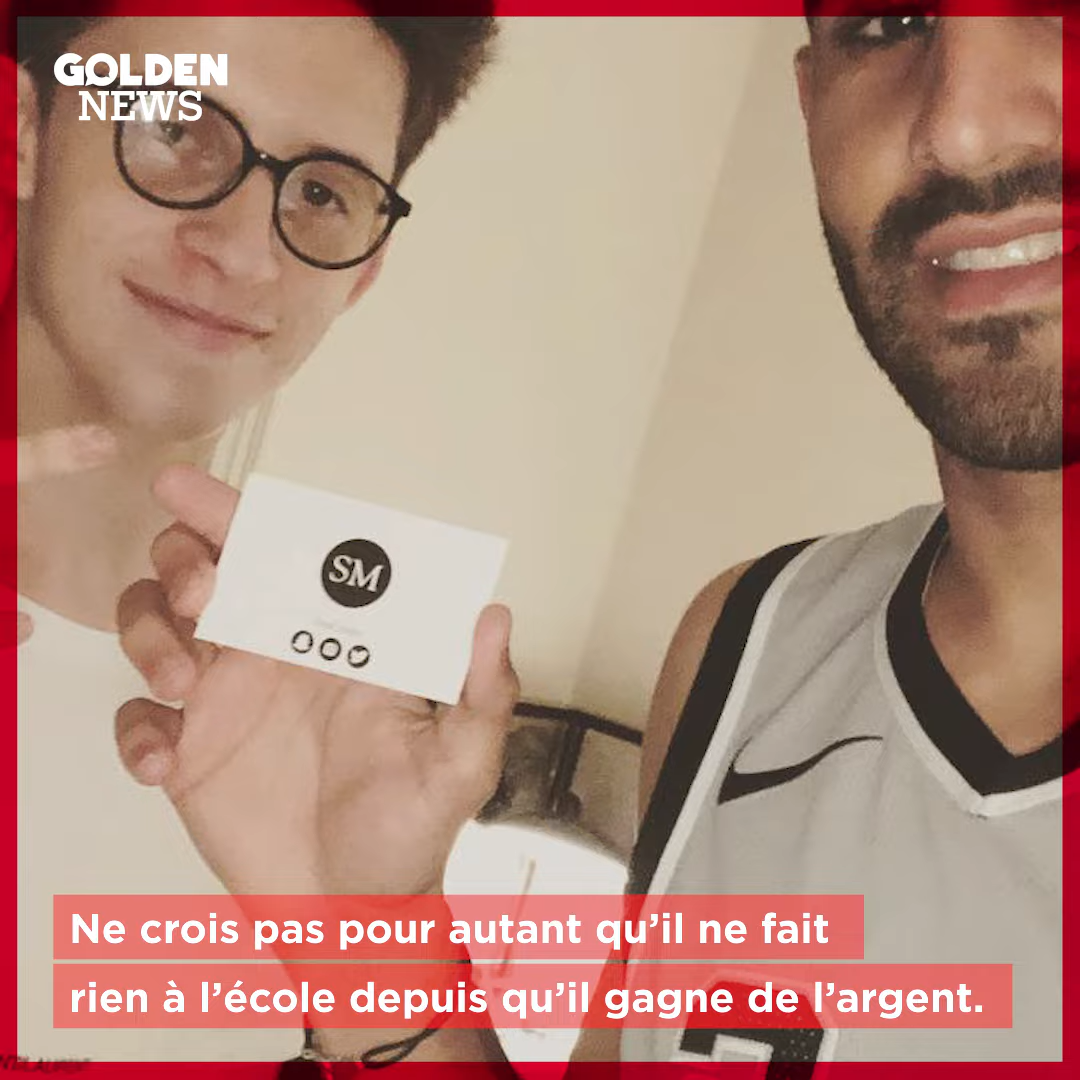 GOLDEN
NEWS
SM
Ne crois pas pour autant qu’il ne fait
rien à l’école depuis qu’il gagne de l’argent.